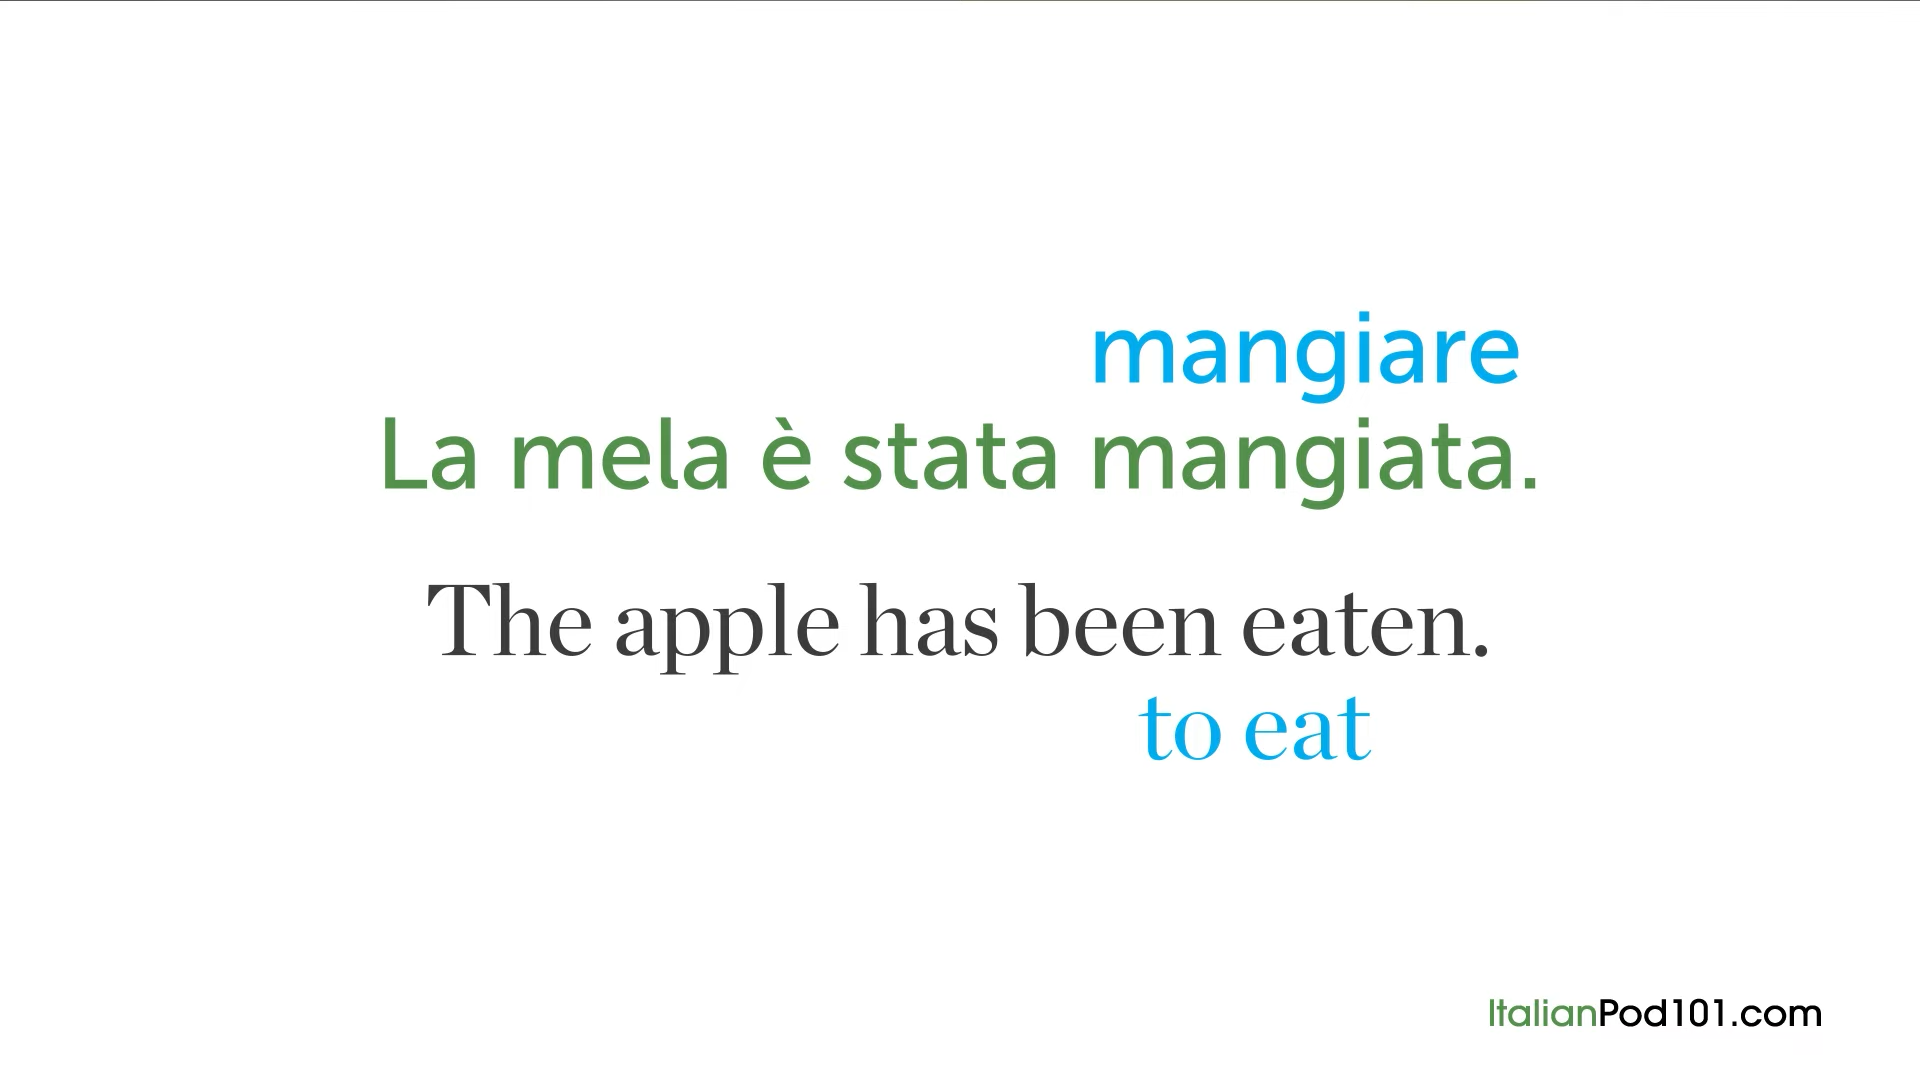 mangiare
La mela è stata mangiata.
The apple has been eaten.
to eat
ItalianPod101.com